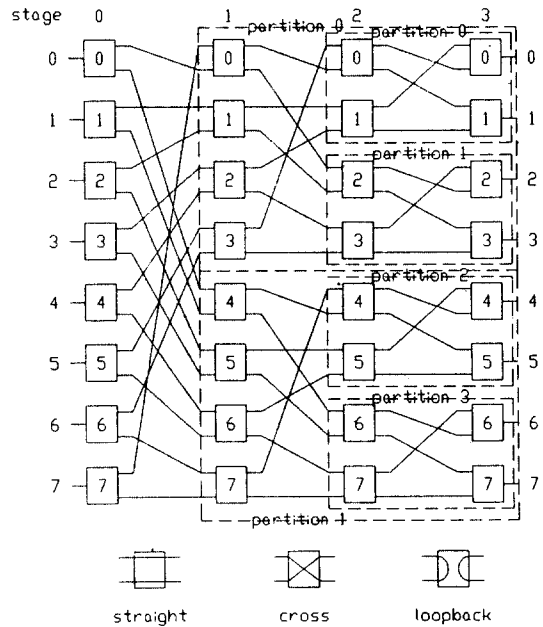 stage 0 1 2 3
partition 0
partition 0
0 0 0 0 0 0
1 1 1 1 1 1
partition 1
2 2 2 2 2 2
3 3 3 3 3 3
partition 2
4 4 4 4 4 4
5 5 5 5 5 5
partition 3
6 6 6 6 6 6
7 7 7 7 7 7
partition 1
straight cross loopback